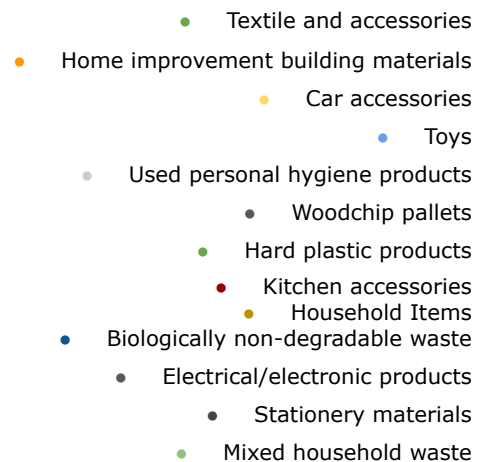 Textile and accessories
Home improvement building materials
Car accessories
Toys
Used personal hygiene products
Woodchip pallets
Hard plastic products
Kitchen accessories
Household Items
Biologically non-degradable waste
Electrical/electronic products
Stationery materials
Mixed household waste